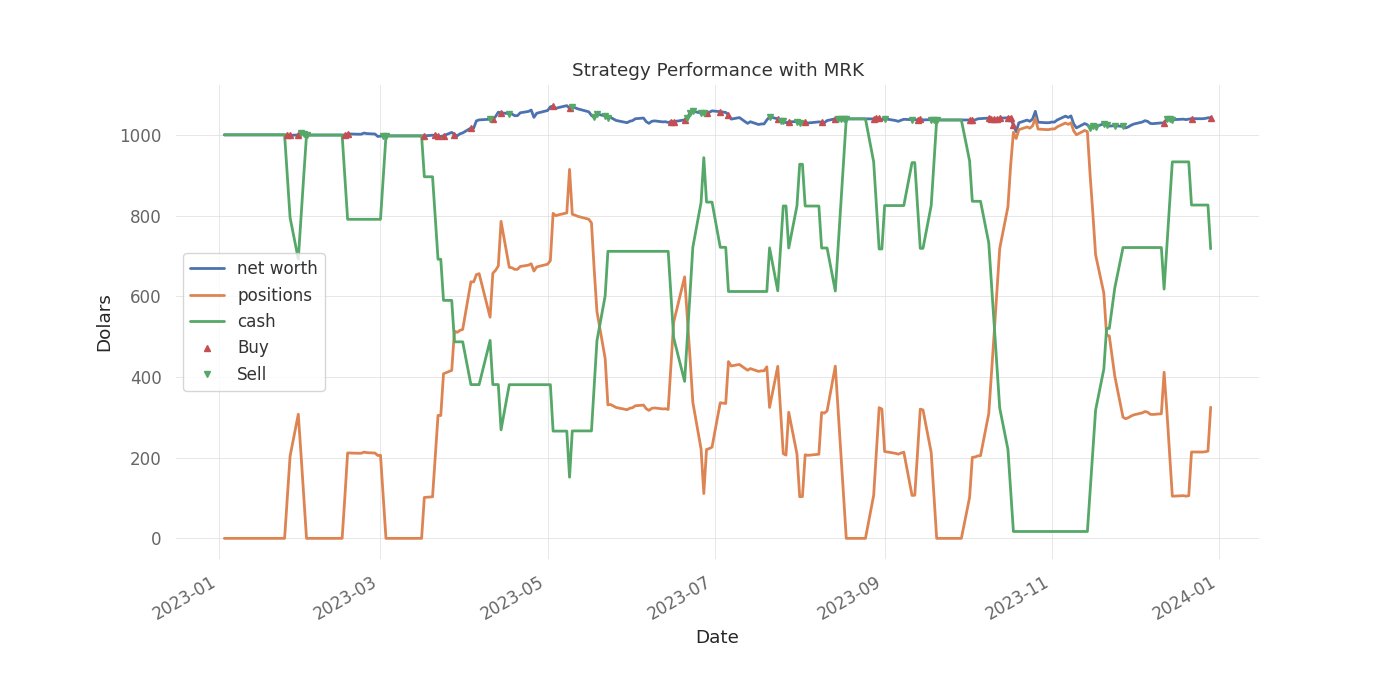 Strategy Performance with MRK
1000
800
600
400
200
0
Dolars
net worth
positions
cash
Buy
Sell
2023-01
2023-03
2023-05
2023-07
2023-09
2023-11
2024-01
Date